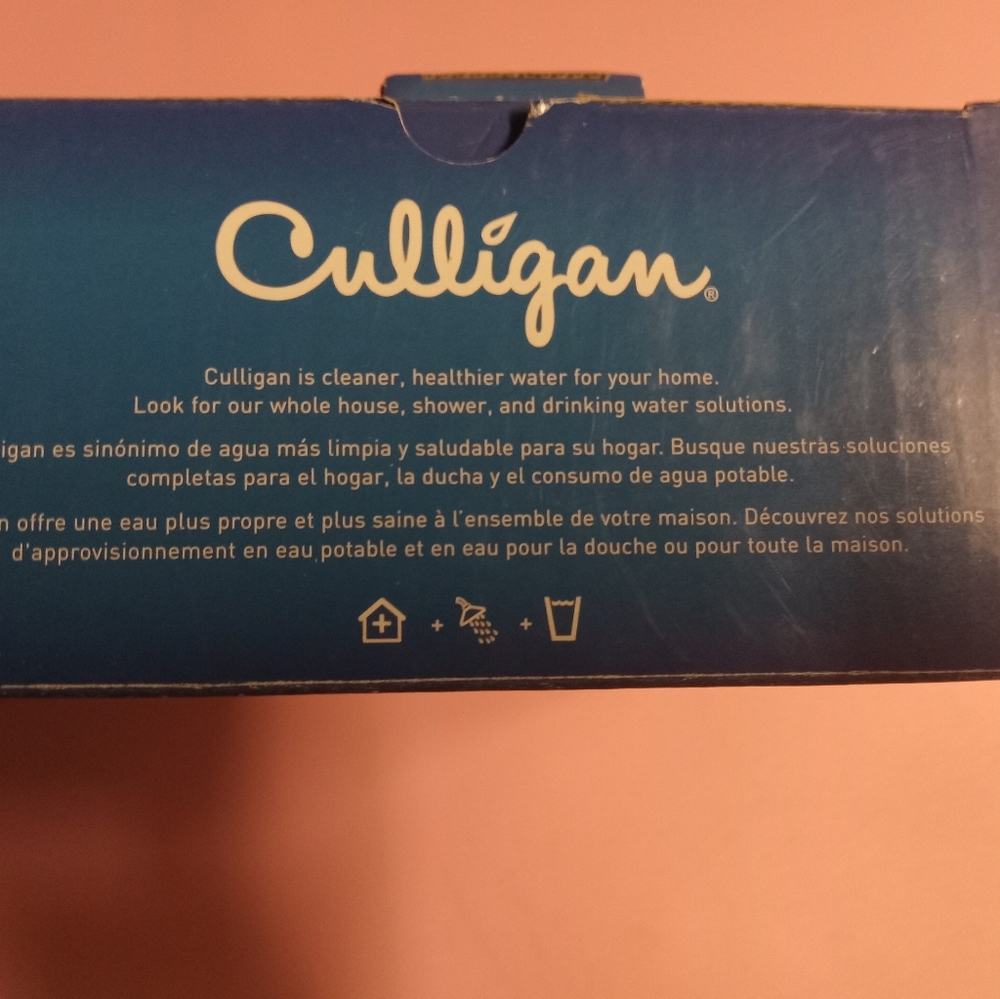 Culligan®
Culligan is cleaner, healthier water for your home.
Look for our whole house, shower, and drinking water solutions.
igan es sinónimo de agua más limpia y saludable para su hogar. Busque nuestras soluciones
completas para el hogar, la ducha y el consumo de agua potable.
n offre une eau plus propre et plus saine à l'ensemble de votre maison. Découvrez nos solutions
d'approvisionnement en eau potable et en eau pour la douche ou pour toute la maison.
+ +